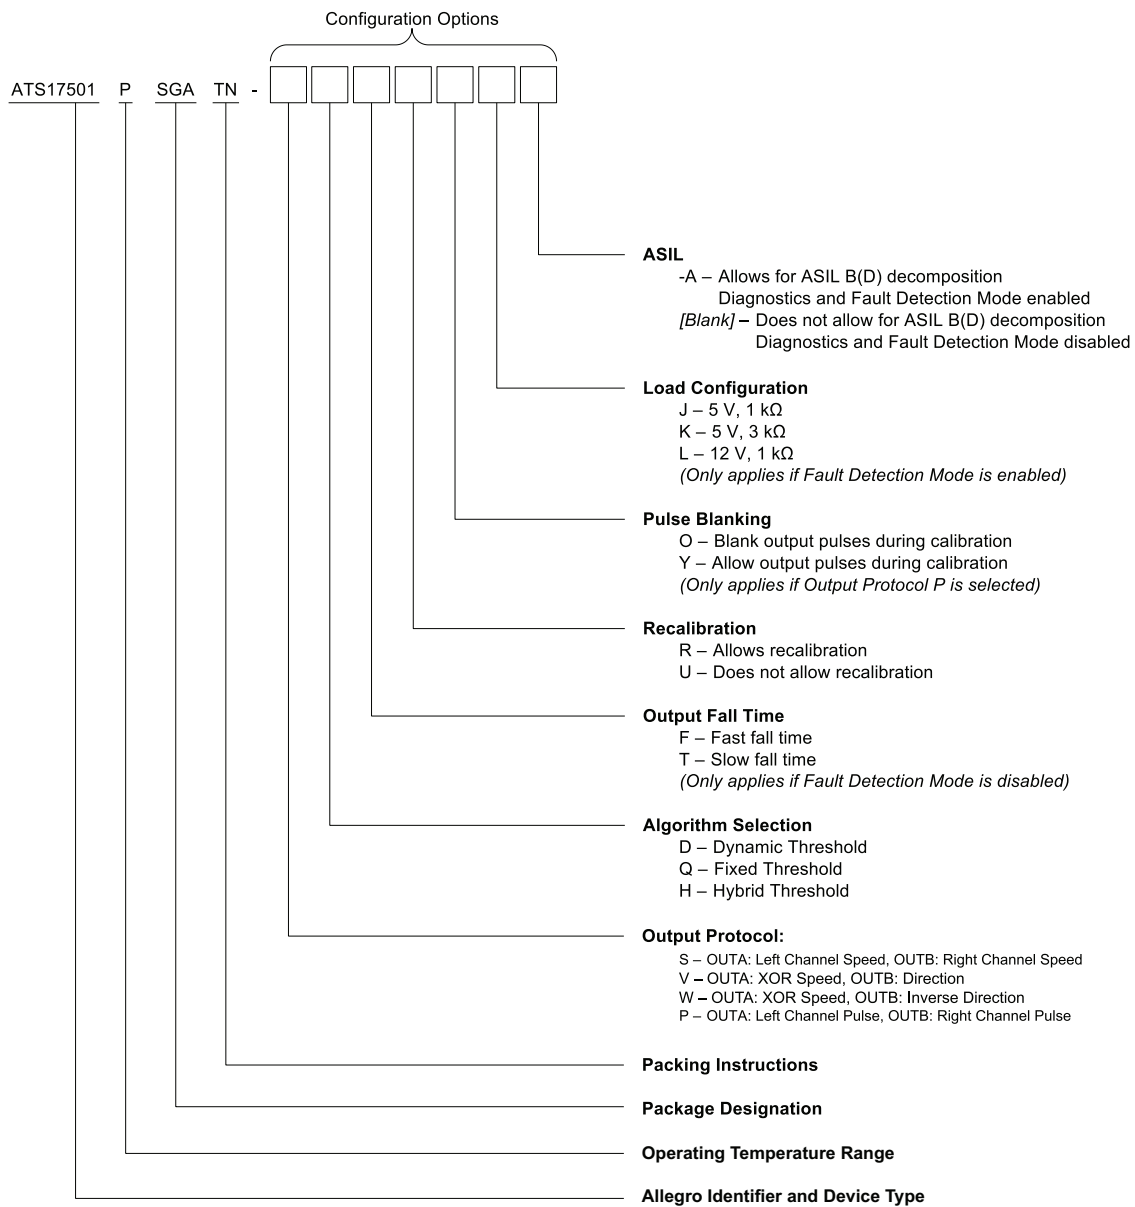 Configuration Options
ATS17501 P SGA TN -
ASIL
-A – Allows for ASIL B(D) decomposition
Diagnostics and Fault Detection Mode enabled
[Blank] – Does not allow for ASIL B(D) decomposition
Diagnostics and Fault Detection Mode disabled
Load Configuration
J – 5 V, 1 kΩ
K – 5 V, 3 kΩ
L – 12 V, 1 kΩ
(Only applies if Fault Detection Mode is enabled)
Pulse Blanking
O – Blank output pulses during calibration
Y – Allow output pulses during calibration
(Only applies if Output Protocol P is selected)
Recalibration
R – Allows recalibration
U – Does not allow recalibration
Output Fall Time
F – Fast fall time
T – Slow fall time
(Only applies if Fault Detection Mode is disabled)
Algorithm Selection
D – Dynamic Threshold
Q – Fixed Threshold
H – Hybrid Threshold
Output Protocol:
S – OUTA: Left Channel Speed, OUTB: Right Channel Speed
V – OUTA: XOR Speed, OUTB: Direction
W – OUTA: XOR Speed, OUTB: Inverse Direction
P – OUTA: Left Channel Pulse, OUTB: Right Channel Pulse
Packing Instructions
Package Designation
Operating Temperature Range
Allegro Identifier and Device Type